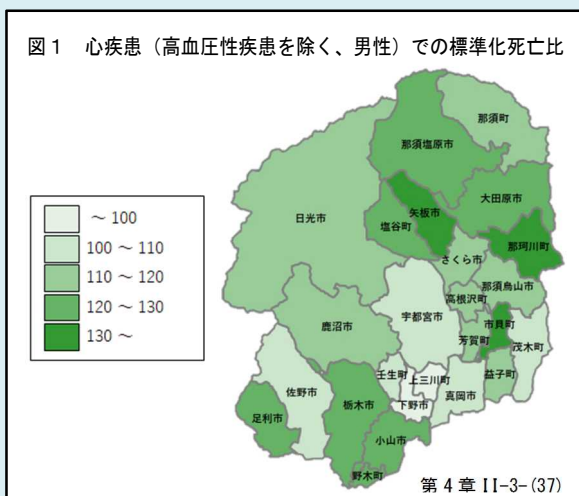 図１ 心疾患（高血圧性疾患を除く、男性）での標準化死亡比
～ 100
100 ～ 110
110 ～ 120
120 ～ 130
130 ～
那須町
那須塩原市
大田原市
矢板市
日光市
塩谷町
那珂川町
さくら市
那須烏山市
高根沢町
宇都宮市
市貝町
鹿沼市
芳賀町
茂木町
壬生町
上三川町
益子町
佐野市
真岡市
栃木市
下野市
足利市
小山市
野木町
第４章 II-3-(37)